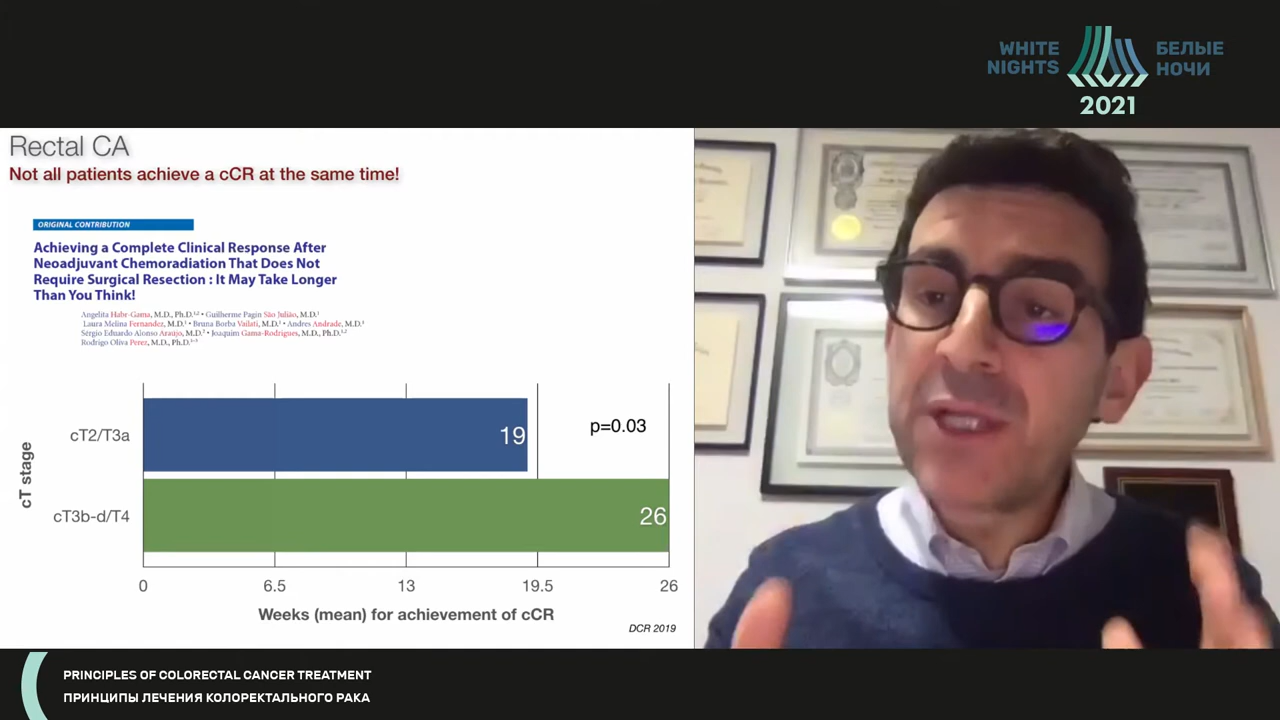 WHITE
NIGHTS
БЕЛЫЕ
НОЧИ
2021
Rectal CA
Not all patients achieve a cCR at the same time!
ORIGINAL CONTRIBUTION
Achieving a Complete Clinical Response After
Neoadjuvant Chemoradiation That Does Not
Require Surgical Resection : It May Take Longer
Than You Think!
Angelita Habr-Gama, M.D., Ph.D. • Guilherme Pagin São Julião, M.D.
Laura Melina Fernandez, M.D. • Bruna Borba Vailati, M.D. • Andres Andrade, M.D.
Sérgio Eduardo Alonso Araujo, M.D. • Joaquim Gama-Rodrigues, M.D., Ph.D.
Rodrigo Oliva Perez, M.D., Ph.D.
cT stage
cT2/T3a
19
p=0.03
cT3b-d/T4
26
0 6.5 13 19.5 26
Weeks (mean) for achievement of cCR
DCR 2019
PRINCIPLES OF COLORECTAL CANCER TREATMENT
ПРИНЦИПЫ ЛЕЧЕНИЯ КОЛОРЕКТАЛЬНОГО РАКА